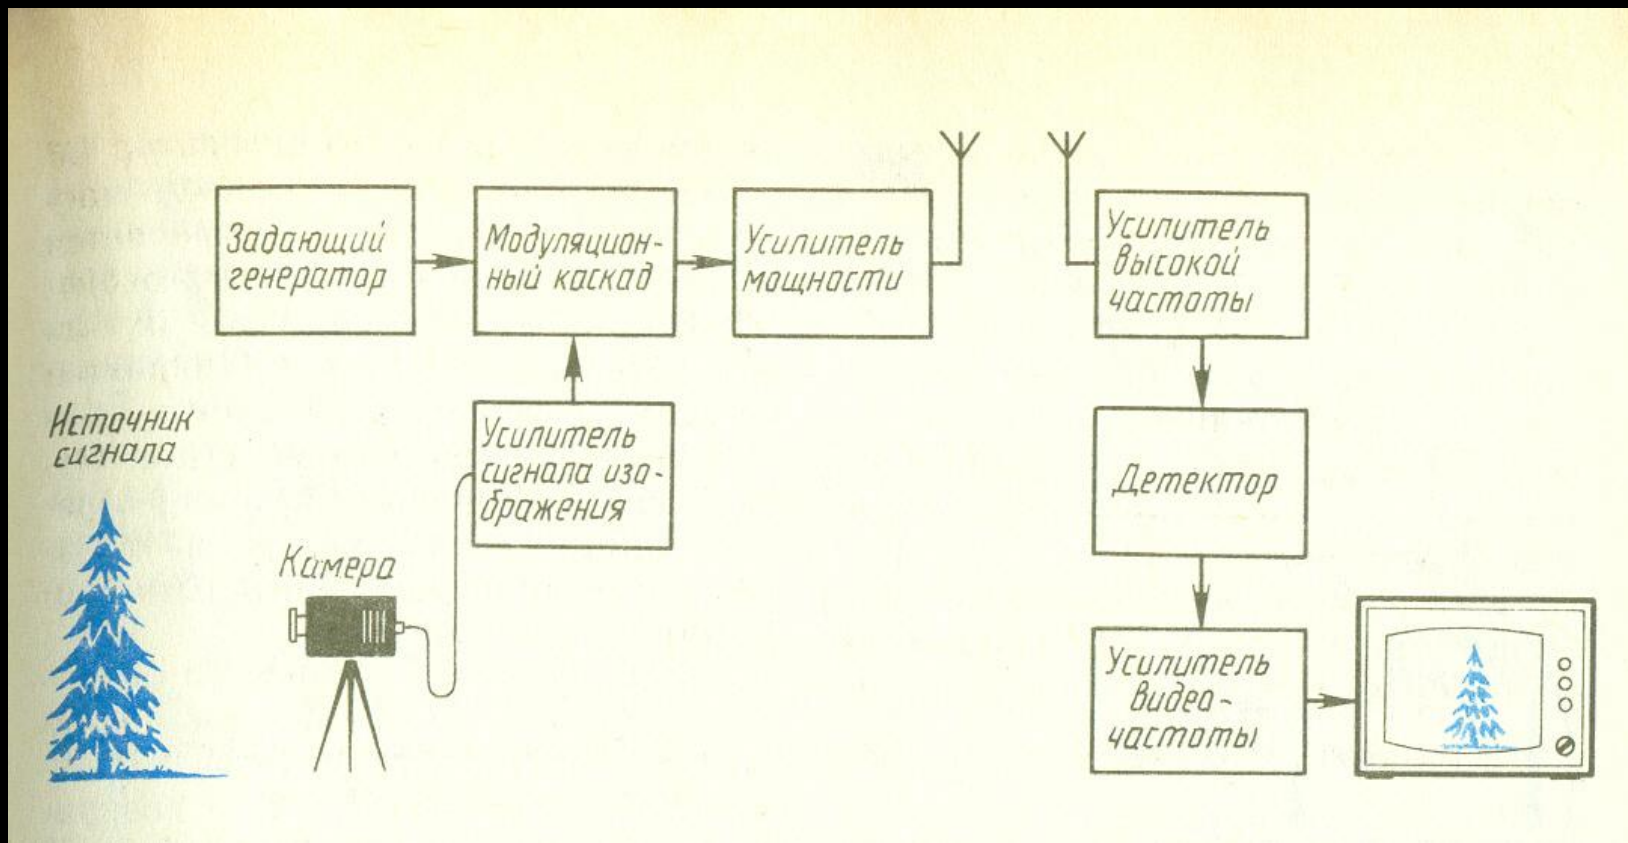 Задающий
генератор
Модуляцион-
ный каскад
Усилитель
мощности
Усилитель
высокой
частоты
Источник
сигнала
Усилитель
сигнала изо-
бражения
Детектор
Камера
Усилитель
видео-
частоты